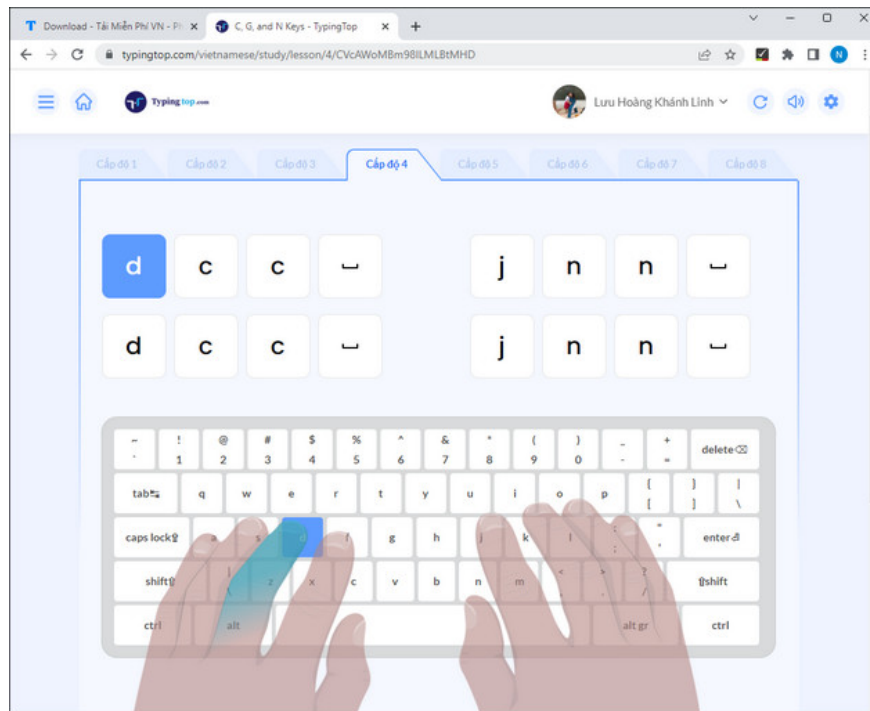 Download - Tải Miễn Phí VN - Ph
C, G, and N Keys - TypingTop
typingtop.com/vietnamese/study/lesson/4/CVcAWoMBm98ILMLBtMHD
N
Typing top.com
Lưu Hoàng Khánh Linh
Cấp độ 1 Cấp độ 2 Cấp độ 3 Cấp độ 4 Cấp độ 5 Cấp độ 6 Cấp độ 7 Cấp độ 8
d c c ⎵ j n n ⎵
d c c ⎵ j n n ⎵
~ ! @ # $ % ^ & * ( ) _ +
` 1 2 3 4 5 6 7 8 9 0 - = delete
tab q w e r t y u i o p { [ } ] | \
caps lock a s d f g h j k l : ; " ' enter
shift | \ z x c v b n m < , > . ? / shift
ctrl alt alt gr ctrl